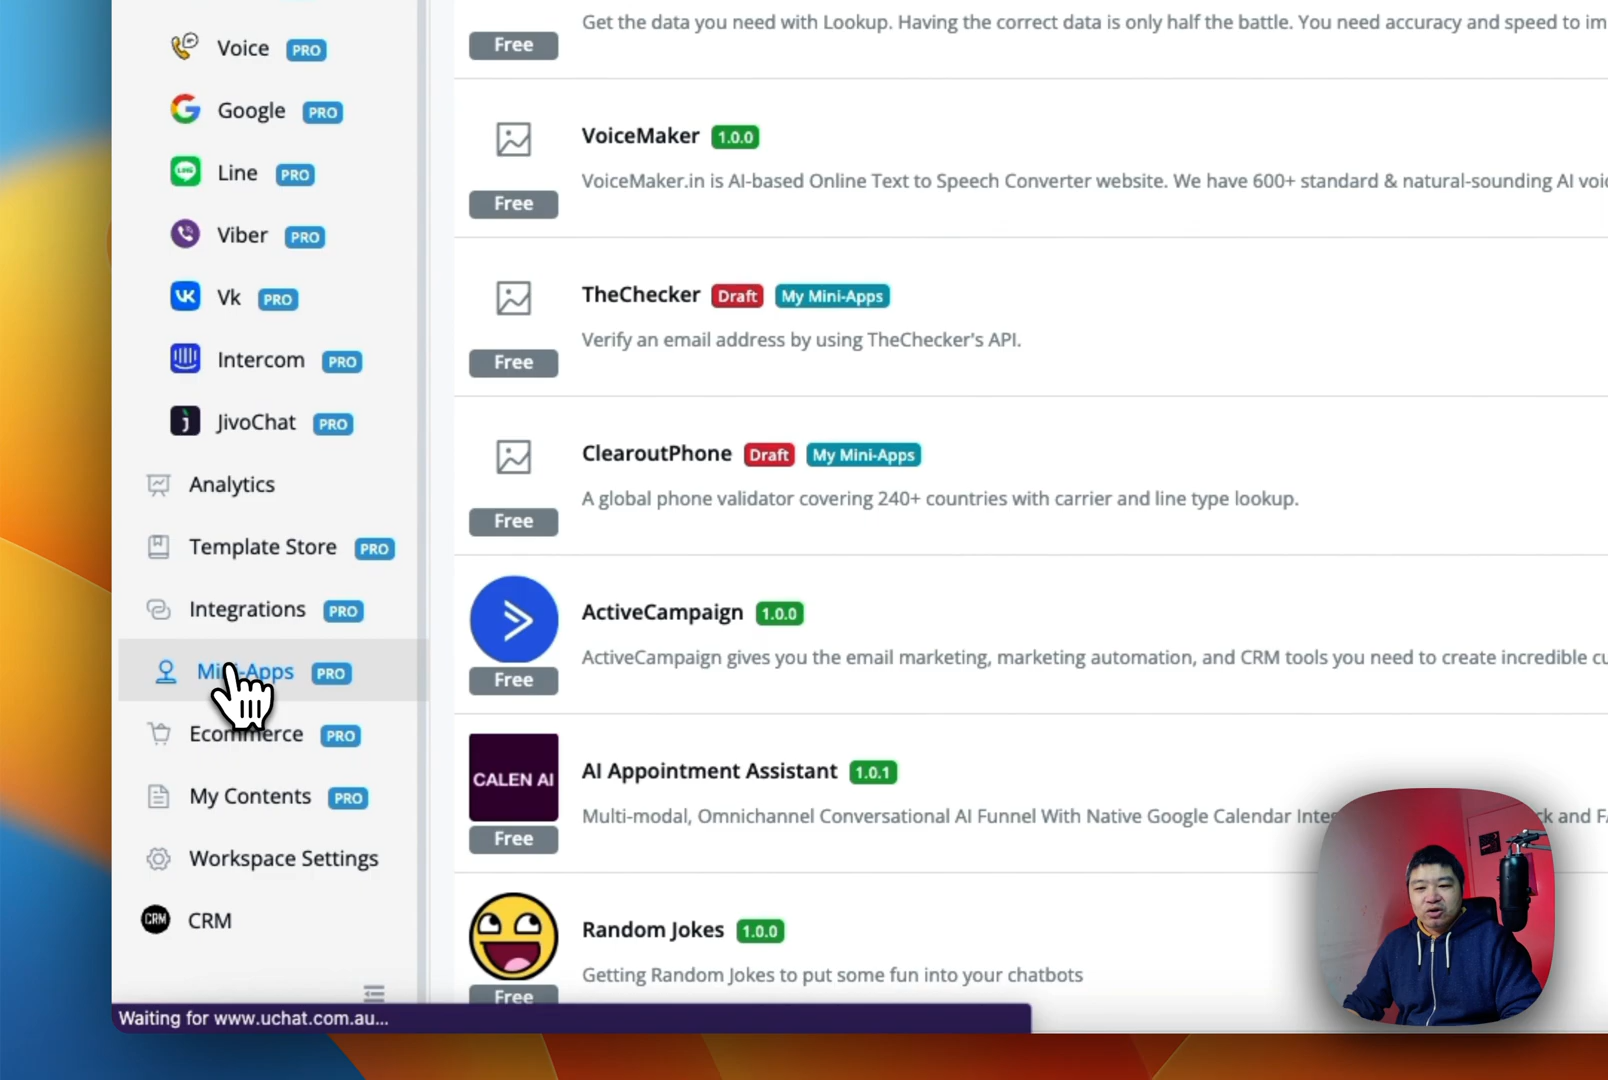 Get the data you need with Lookup. Having the correct data is only half the battle. You need accuracy and speed to im
Free
Voice PRO
Google PRO
VoiceMaker 1.0.0
Line PRO
VoiceMaker.in is AI-based Online Text to Speech Converter website. We have 600+ standard & natural-sounding AI voic
Free
Viber PRO
Vk PRO
TheChecker Draft My Mini-Apps
Verify an email address by using TheChecker's API.
Free
Intercom PRO
JivoChat PRO
ClearoutPhone Draft My Mini-Apps
Analytics
A global phone validator covering 240+ countries with carrier and line type lookup.
Free
Template Store PRO
Integrations PRO
ActiveCampaign 1.0.0
Mini-Apps PRO
ActiveCampaign gives you the email marketing, marketing automation, and CRM tools you need to create incredible cu
Free
Ecommerce PRO
CALEN AI
AI Appointment Assistant 1.0.1
My Contents PRO
Multi-modal, Omnichannel Conversational AI Funnel With Native Google Calendar
Free
Workspace Settings
CRM CRM
Random Jokes 1.0.0
Getting Random Jokes to put some fun into your chatbots
Free
Waiting for www.uchat.com.au...